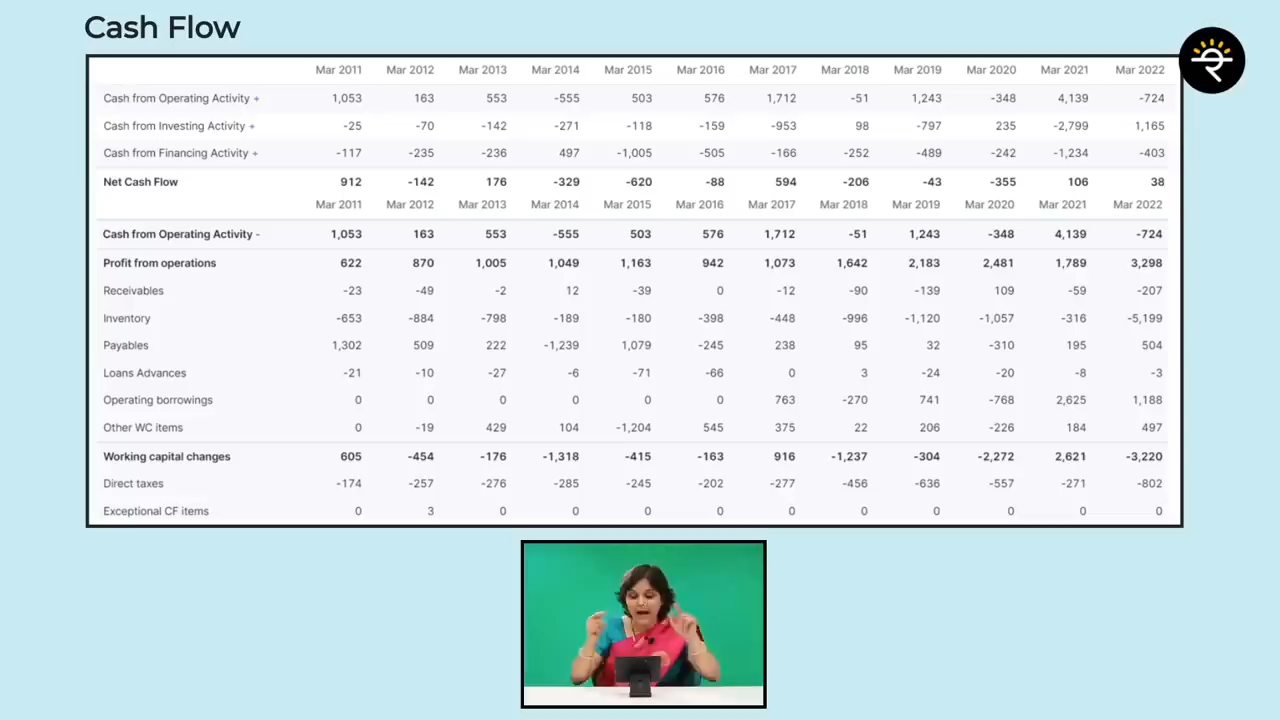 Cash Flow
Mar 2011 Mar 2012 Mar 2013 Mar 2014 Mar 2015 Mar 2016 Mar 2017 Mar 2018 Mar 2019 Mar 2020 Mar 2021 Mar 2022
Cash from Operating Activity + 1,053 163 553 -555 503 576 1,712 -51 1,243 -348 4,139 -724
Cash from Investing Activity + -25 -70 -142 -271 -118 -159 -953 98 -797 235 -2,799 1,165
Cash from Financing Activity + -117 -235 -236 497 -1,005 -505 -166 -252 -489 -242 -1,234 -403
Net Cash Flow 912 -142 176 -329 -620 -88 594 -206 -43 -355 106 38
Mar 2011 Mar 2012 Mar 2013 Mar 2014 Mar 2015 Mar 2016 Mar 2017 Mar 2018 Mar 2019 Mar 2020 Mar 2021 Mar 2022
Cash from Operating Activity - 1,053 163 553 -555 503 576 1,712 -51 1,243 -348 4,139 -724
Profit from operations 622 870 1,005 1,049 1,163 942 1,073 1,642 2,183 2,481 1,789 3,298
Receivables -23 -49 -2 12 -39 0 -12 -90 -139 109 -59 -207
Inventory -653 -884 -798 -189 -180 -398 -448 -996 -1,120 -1,057 -316 -5,199
Payables 1,302 509 222 -1,239 1,079 -245 238 95 32 -310 195 504
Loans Advances -21 -10 -27 -6 -71 -66 0 3 -24 -20 -8 -3
Operating borrowings 0 0 0 0 0 0 763 -270 741 -768 2,625 1,188
Other WC items 0 -19 429 104 -1,204 545 375 22 206 -226 184 497
Working capital changes 605 -454 -176 -1,318 -415 -163 916 -1,237 -304 -2,272 2,621 -3,220
Direct taxes -174 -257 -276 -285 -245 -202 -277 -456 -636 -557 -271 -802
Exceptional CF items 0 3 0 0 0 0 0 0 0 0 0 0